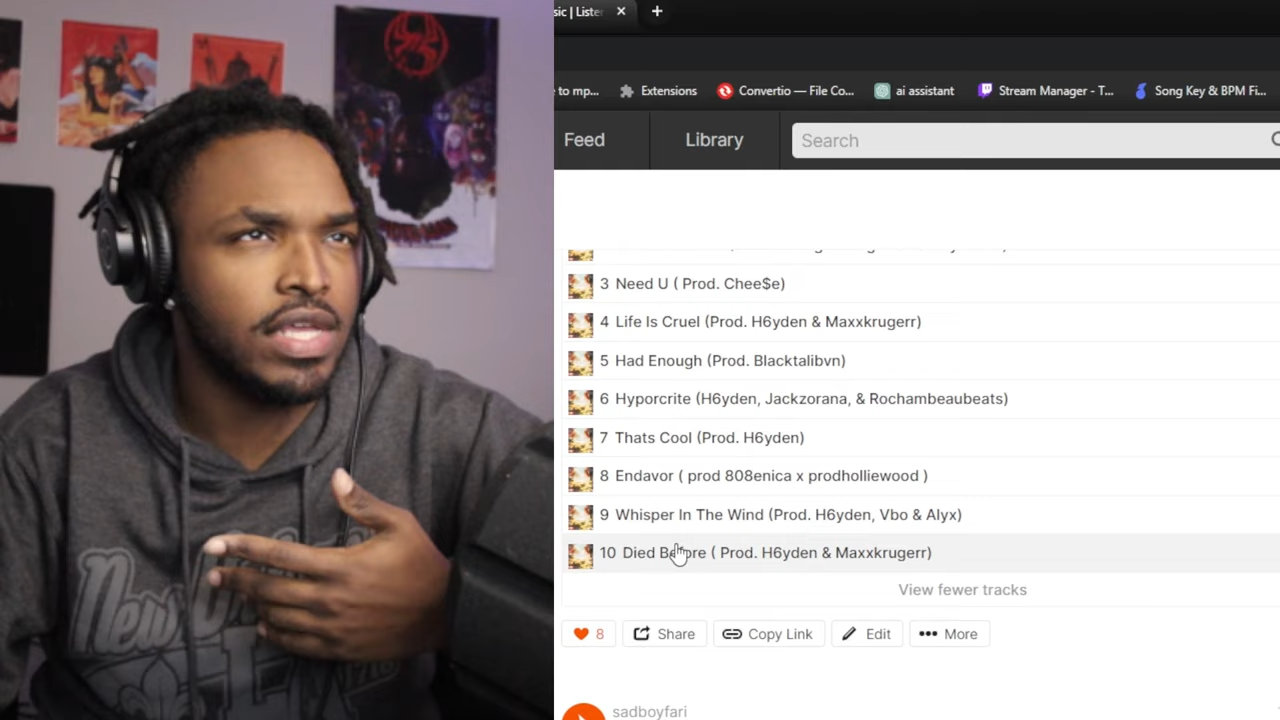 sic | Listen
e to mp...
Extensions
Convertio — File Co...
ai assistant
Stream Manager - T...
Song Key & BPM Fi...
Feed
Library
Search
3 Need U ( Prod. Chee$e)
4 Life Is Cruel (Prod. H6yden & Maxxkrugerr)
5 Had Enough (Prod. Blacktalibvn)
6 Hyporcrite (H6yden, Jackzorana, & Rochambeaubeats)
7 Thats Cool (Prod. H6yden)
8 Endavor ( prod 808enica x prodholliewood )
9 Whisper In The Wind (Prod. H6yden, Vbo & Alyx)
10 Died Before ( Prod. H6yden & Maxxkrugerr)
View fewer tracks
8
Share
Copy Link
Edit
More
sadboyfari
New